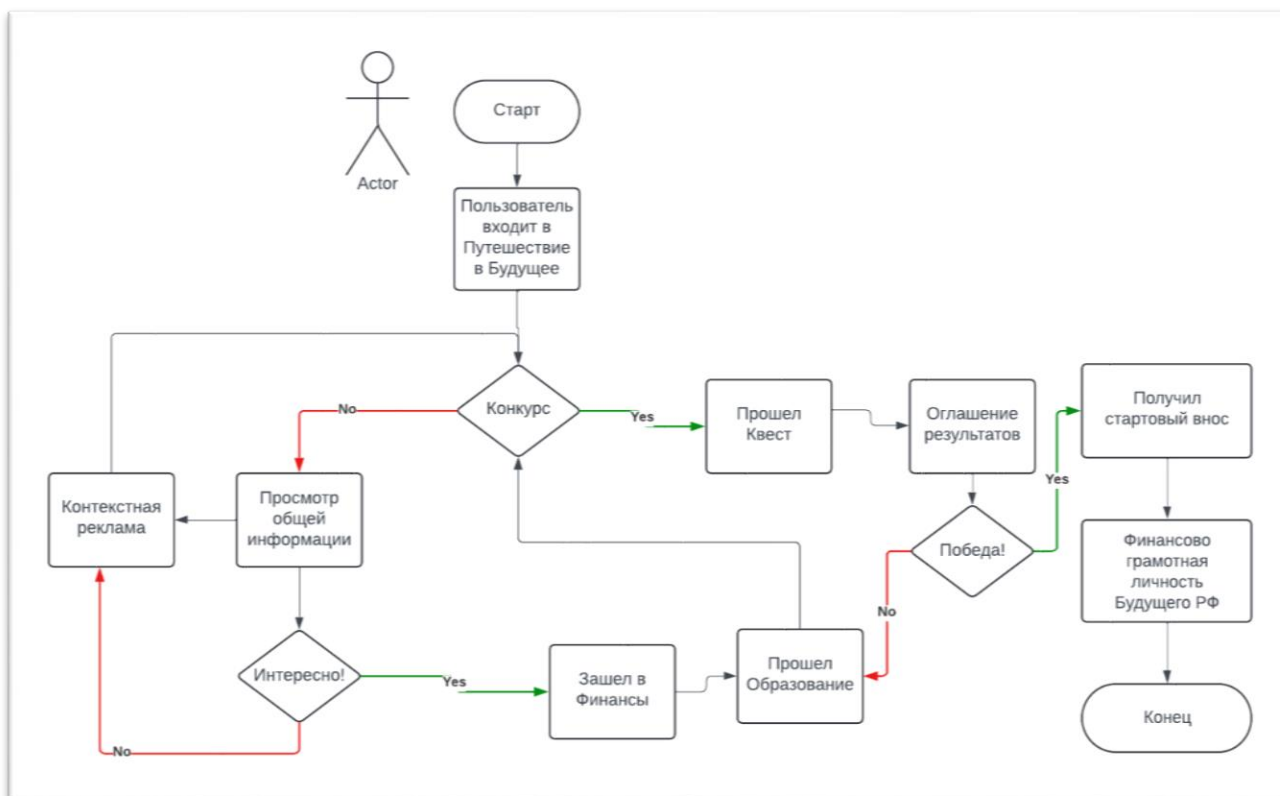 Старт
Actor
Пользователь
входит в
Путешествие
в Будущее
Конкурс
No
Yes
Прошел
Квест
Оглашение
результатов
Получил
стартовый внос
Yes
Контекстная
реклама
Просмотр
общей
информации
Победа!
Финансово
грамотная
личность
Будущего РФ
No
Интересно!
Yes
Зашел в
Финансы
Прошел
Образование
Конец
No